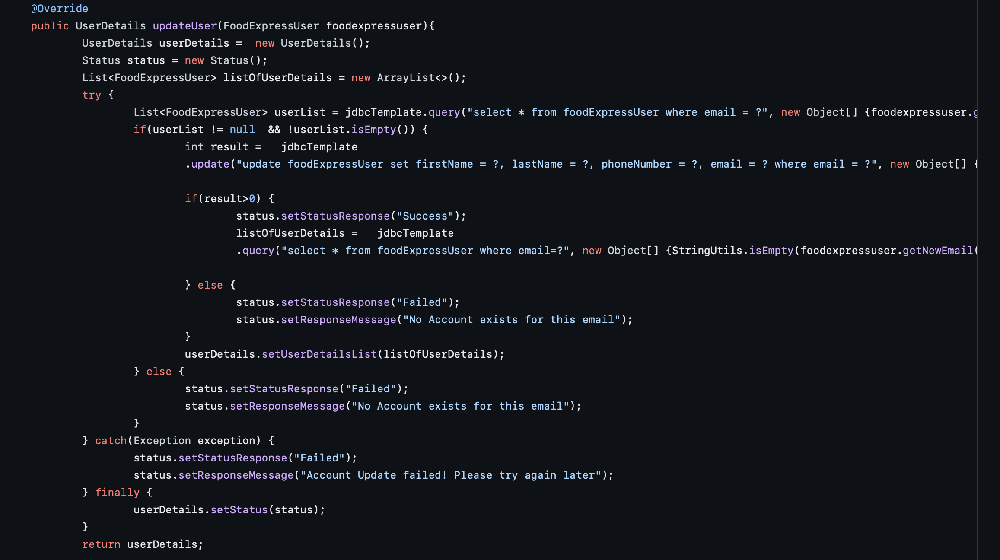 @Override
public UserDetails updateUser(FoodExpressUser foodexpressuser){
UserDetails userDetails =  new UserDetails();
Status status = new Status();
List<FoodExpressUser> listOfUserDetails = new ArrayList<>();
try {
List<FoodExpressUser> userList = jdbcTemplate.query("select * from foodExpressUser where email = ?", new Object[] {foodexpressuser.g
if(userList != null  && !userList.isEmpty()) {
int result =   jdbcTemplate
.update("update foodExpressUser set firstName = ?, lastName = ?, phoneNumber = ?, email = ? where email = ?", new Object[] {
if(result>0) {
status.setStatusResponse("Success");
listOfUserDetails =   jdbcTemplate
.query("select * from foodExpressUser where email=?", new Object[] {StringUtils.isEmpty(foodexpressuser.getNewEmail(
} else {
status.setStatusResponse("Failed");
status.setResponseMessage("No Account exists for this email");
}
userDetails.setUserDetailsList(listOfUserDetails);
} else {
status.setStatusResponse("Failed");
status.setResponseMessage("No Account exists for this email");
}
} catch(Exception exception) {
status.setStatusResponse("Failed");
status.setResponseMessage("Account Update failed! Please try again later");
} finally {
userDetails.setStatus(status);
}
return userDetails;